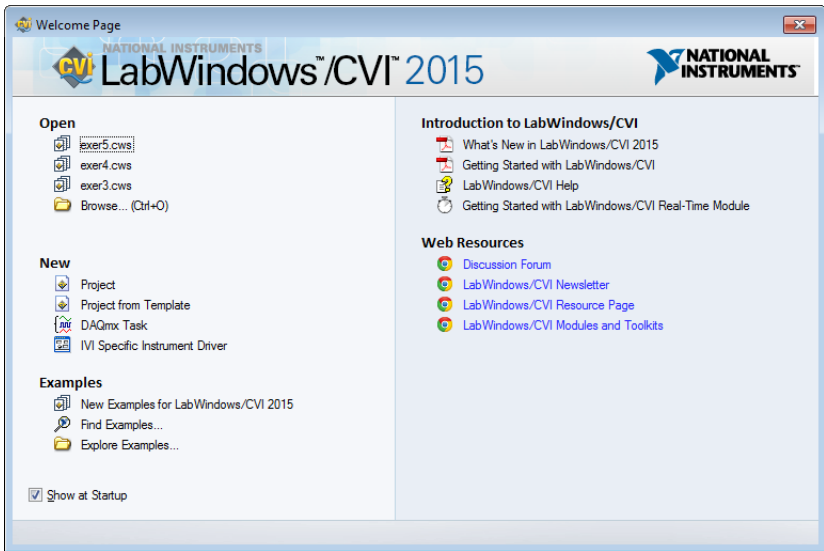 Welcome Page
NATIONAL INSTRUMENTS
CVI
LabWindows™/CVI™ 2015
NATIONAL
INSTRUMENTS™
Open
exer5.cws
exer4.cws
exer3.cws
Browse... (Ctrl+O)
New
Project
Project from Template
DAQmx Task
IVI Specific Instrument Driver
Examples
New Examples for LabWindows/CVI 2015
Find Examples...
Explore Examples...
Show at Startup
Introduction to LabWindows/CVI
What's New in LabWindows/CVI 2015
Getting Started with LabWindows/CVI
LabWindows/CVI Help
Getting Started with LabWindows/CVI Real-Time Module
Web Resources
Discussion Forum
LabWindows/CVI Newsletter
LabWindows/CVI Resource Page
LabWindows/CVI Modules and Toolkits